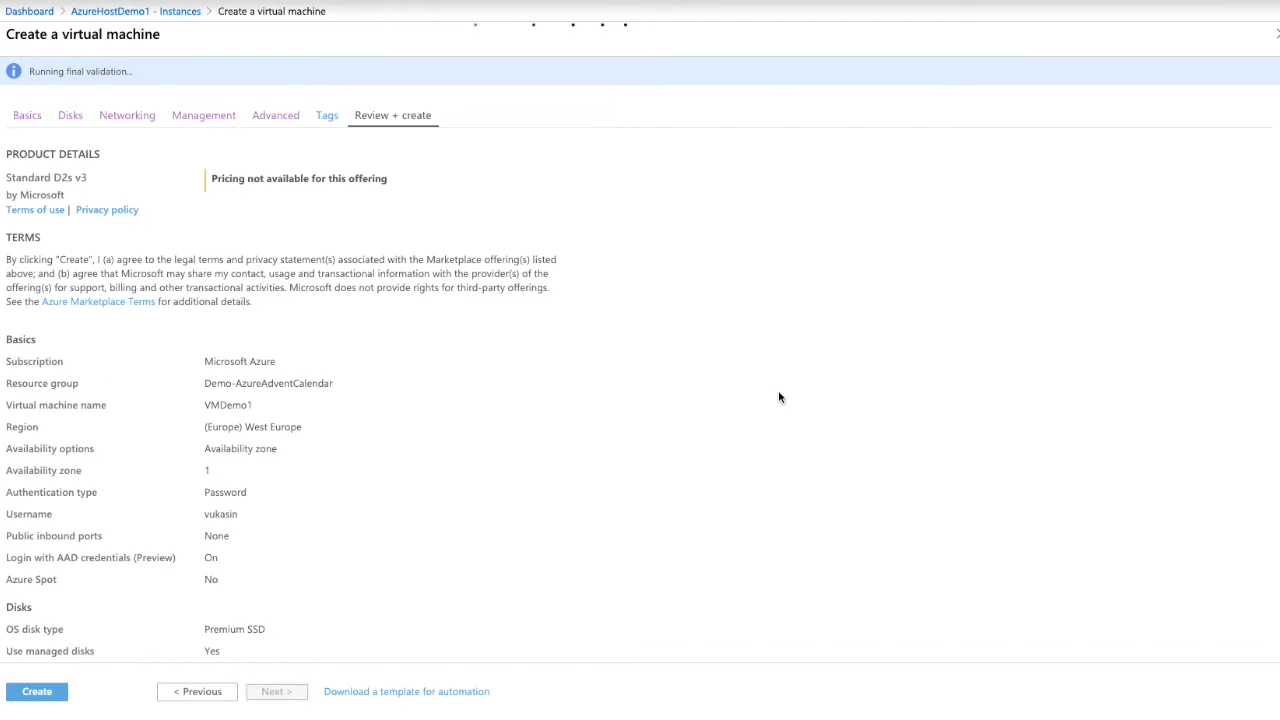 Dashboard > AzureHostDemo1 - Instances > Create a virtual machine
Create a virtual machine
Running final validation...
Basics Disks Networking Management Advanced Tags Review + create
PRODUCT DETAILS
Standard D2s v3
by Microsoft
Terms of use | Privacy policy
Pricing not available for this offering
TERMS
By clicking "Create", I (a) agree to the legal terms and privacy statement(s) associated with the Marketplace offering(s) listed
above; and (b) agree that Microsoft may share my contact, usage and transactional information with the provider(s) of the
offering(s) for support, billing and other transactional activities. Microsoft does not provide rights for third-party offerings.
See the Azure Marketplace Terms for additional details.
Basics
Subscription Microsoft Azure
Resource group Demo-AzureAdventCalendar
Virtual machine name VMDemo1
Region (Europe) West Europe
Availability options Availability zone
Availability zone 1
Authentication type Password
Username vukasin
Public inbound ports None
Login with AAD credentials (Preview) On
Azure Spot No
Disks
OS disk type Premium SSD
Use managed disks Yes
Create < Previous Next > Download a template for automation